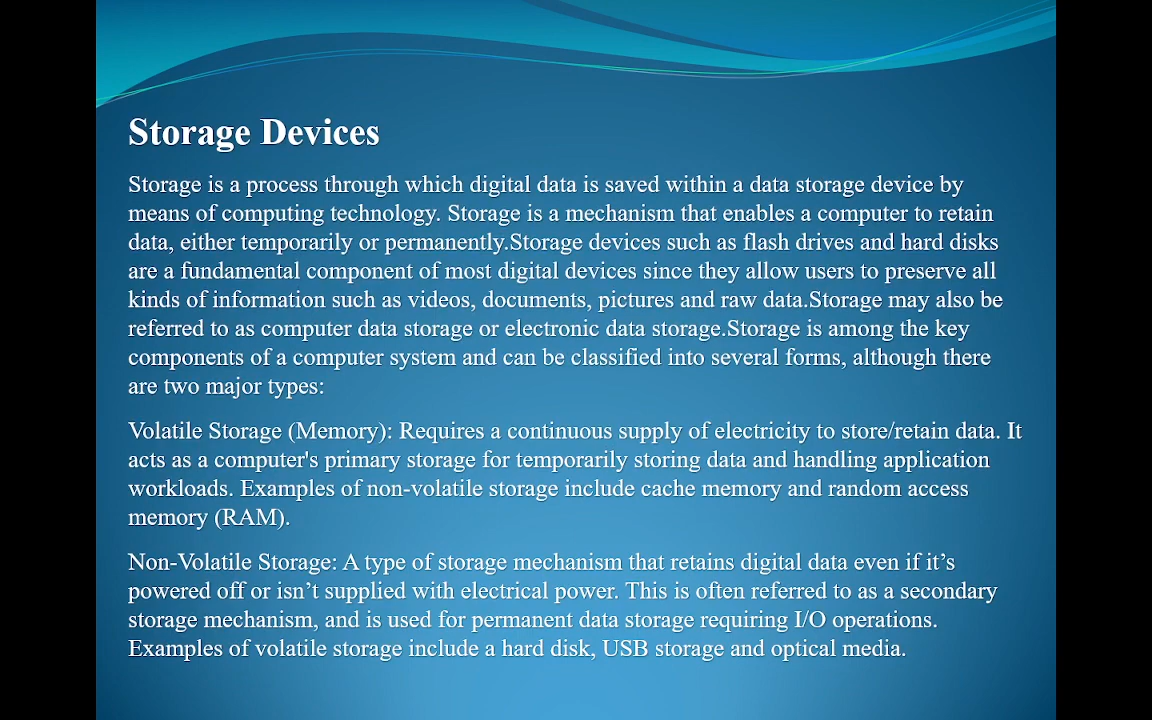 Storage Devices
Storage is a process through which digital data is saved within a data storage device by
means of computing technology. Storage is a mechanism that enables a computer to retain
data, either temporarily or permanently.Storage devices such as flash drives and hard disks
are a fundamental component of most digital devices since they allow users to preserve all
kinds of information such as videos, documents, pictures and raw data.Storage may also be
referred to as computer data storage or electronic data storage.Storage is among the key
components of a computer system and can be classified into several forms, although there
are two major types:
Volatile Storage (Memory): Requires a continuous supply of electricity to store/retain data. It
acts as a computer's primary storage for temporarily storing data and handling application
workloads. Examples of non-volatile storage include cache memory and random access
memory (RAM).
Non-Volatile Storage: A type of storage mechanism that retains digital data even if it’s
powered off or isn’t supplied with electrical power. This is often referred to as a secondary
storage mechanism, and is used for permanent data storage requiring I/O operations.
Examples of volatile storage include a hard disk, USB storage and optical media.